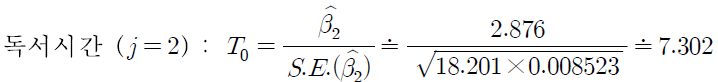 독서시간 (j=2) : T₀ = β̂₂ / S.E.(β̂₂) ≐ 2.876 / √(18.201×0.008523) ≐ 7.302